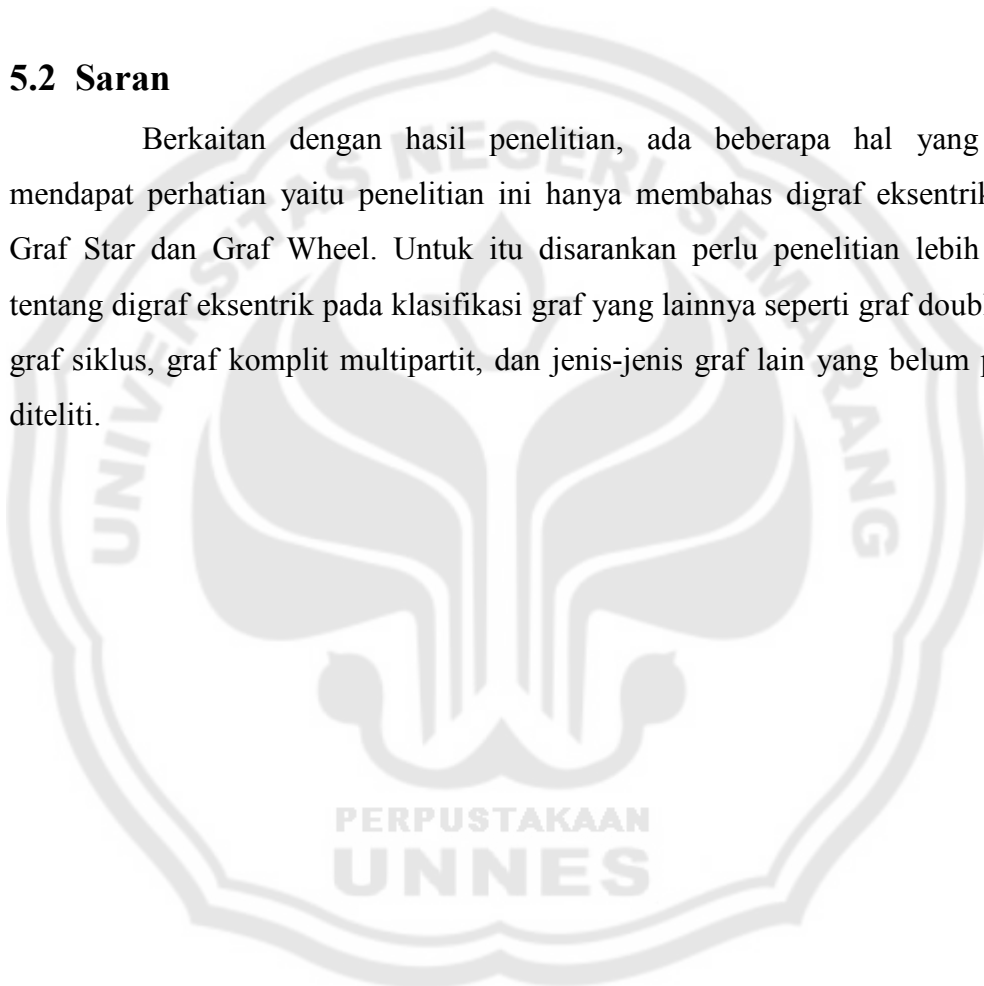 5.2 Saran
Berkaitan dengan hasil penelitian, ada beberapa hal yang
mendapat perhatian yaitu penelitian ini hanya membahas digraf eksentrik
Graf Star dan Graf Wheel. Untuk itu disarankan perlu penelitian lebih
tentang digraf eksentrik pada klasifikasi graf yang lainnya seperti graf doubl
graf siklus, graf komplit multipartit, dan jenis-jenis graf lain yang belum p
diteliti.
UNIVERSITAS NEGERI SEMARANG
PERPUSTAKAAN
UNNES